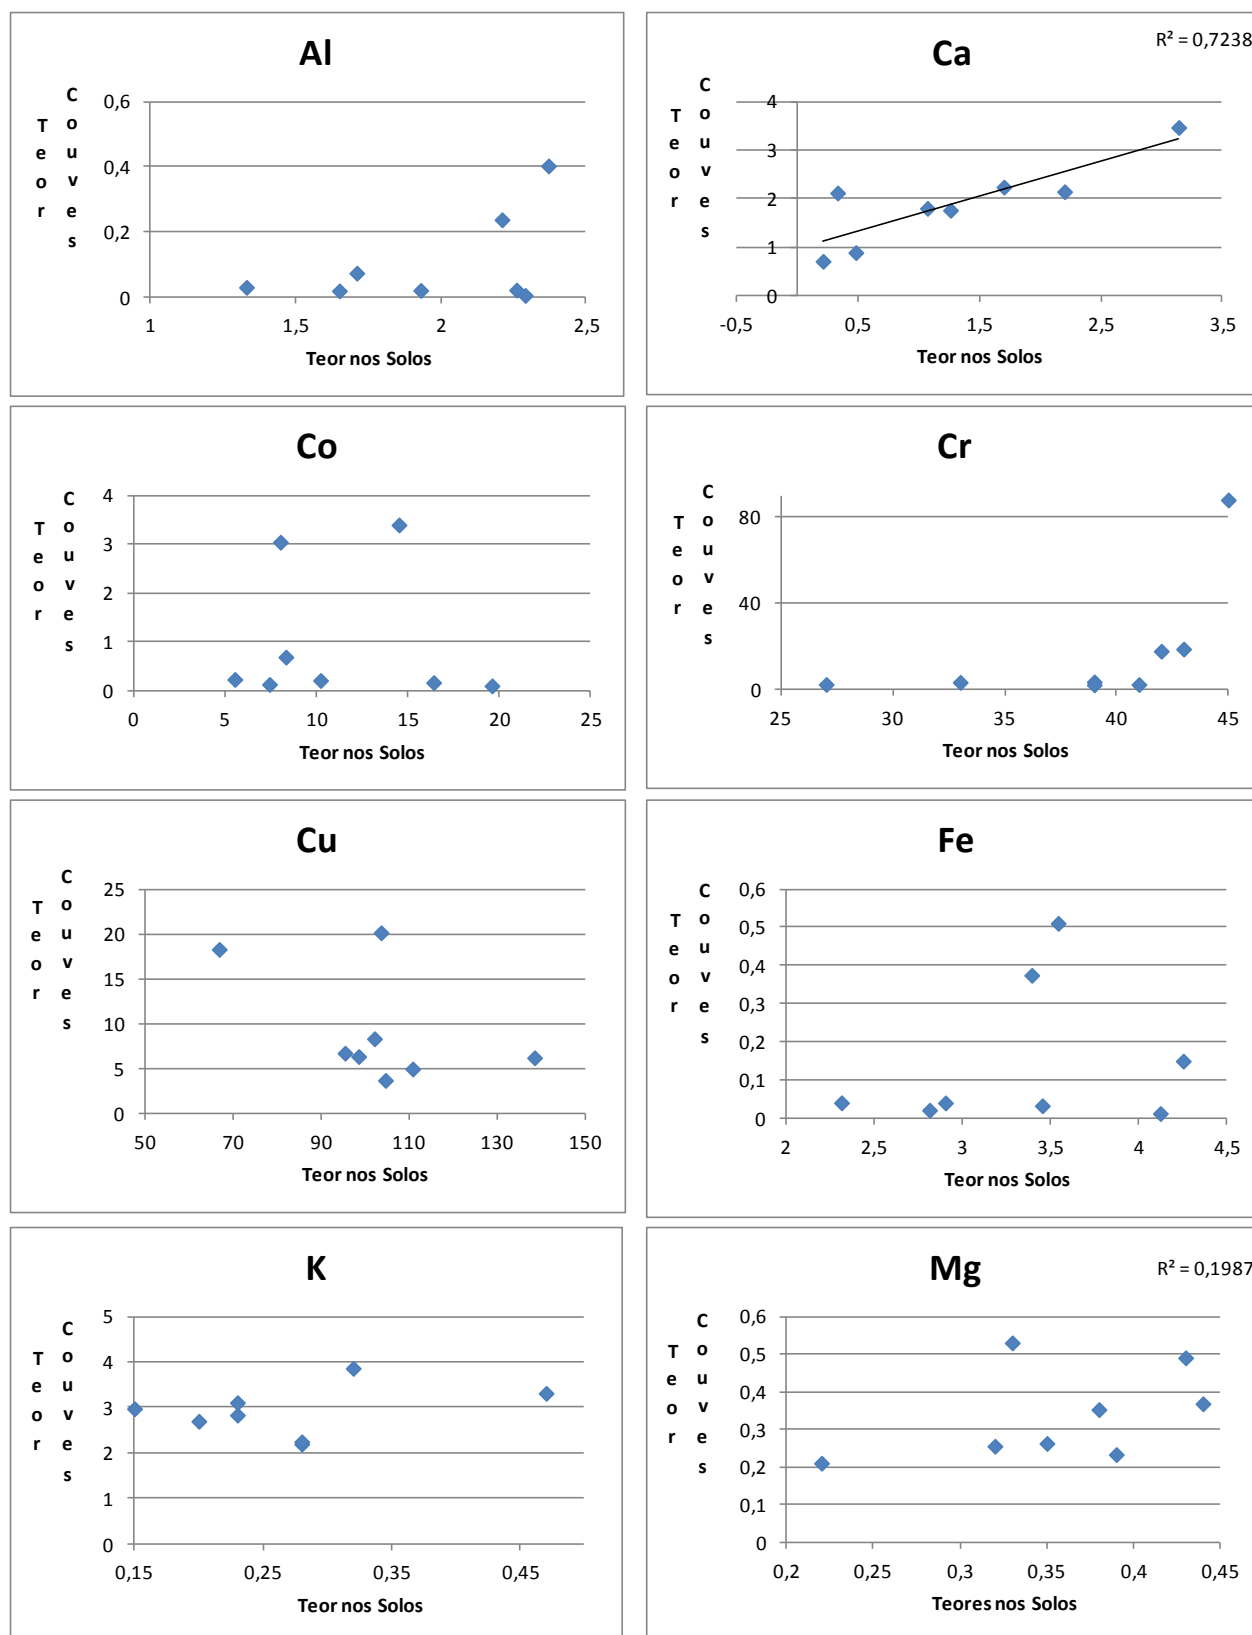 Al
Teor
Couves
0,6
0,4
0,2
0
1 1,5 2 2,5
Teor nos Solos
Ca
R² = 0,7238
Teor
Couves
4
3
2
1
0
-0,5 0,5 1,5 2,5 3,5
Teor nos Solos
Co
Teor
Couves
4
3
2
1
0
0 5 10 15 20 25
Teor nos Solos
Cr
Teor
Couves
80
40
0
25 30 35 40 45
Teor nos Solos
Cu
Teor
Couves
25
20
15
10
5
0
50 70 90 110 130 150
Teor nos Solos
Fe
Teor
Couves
0,6
0,5
0,4
0,3
0,2
0,1
0
2 2,5 3 3,5 4 4,5
Teor nos Solos
K
Teor
Couves
5
4
3
2
1
0
0,15 0,25 0,35 0,45
Teor nos Solos
Mg
R² = 0,1987
Teor
Couves
0,6
0,5
0,4
0,3
0,2
0,1
0
0,2 0,25 0,3 0,35 0,4 0,45
Teores nos Solos